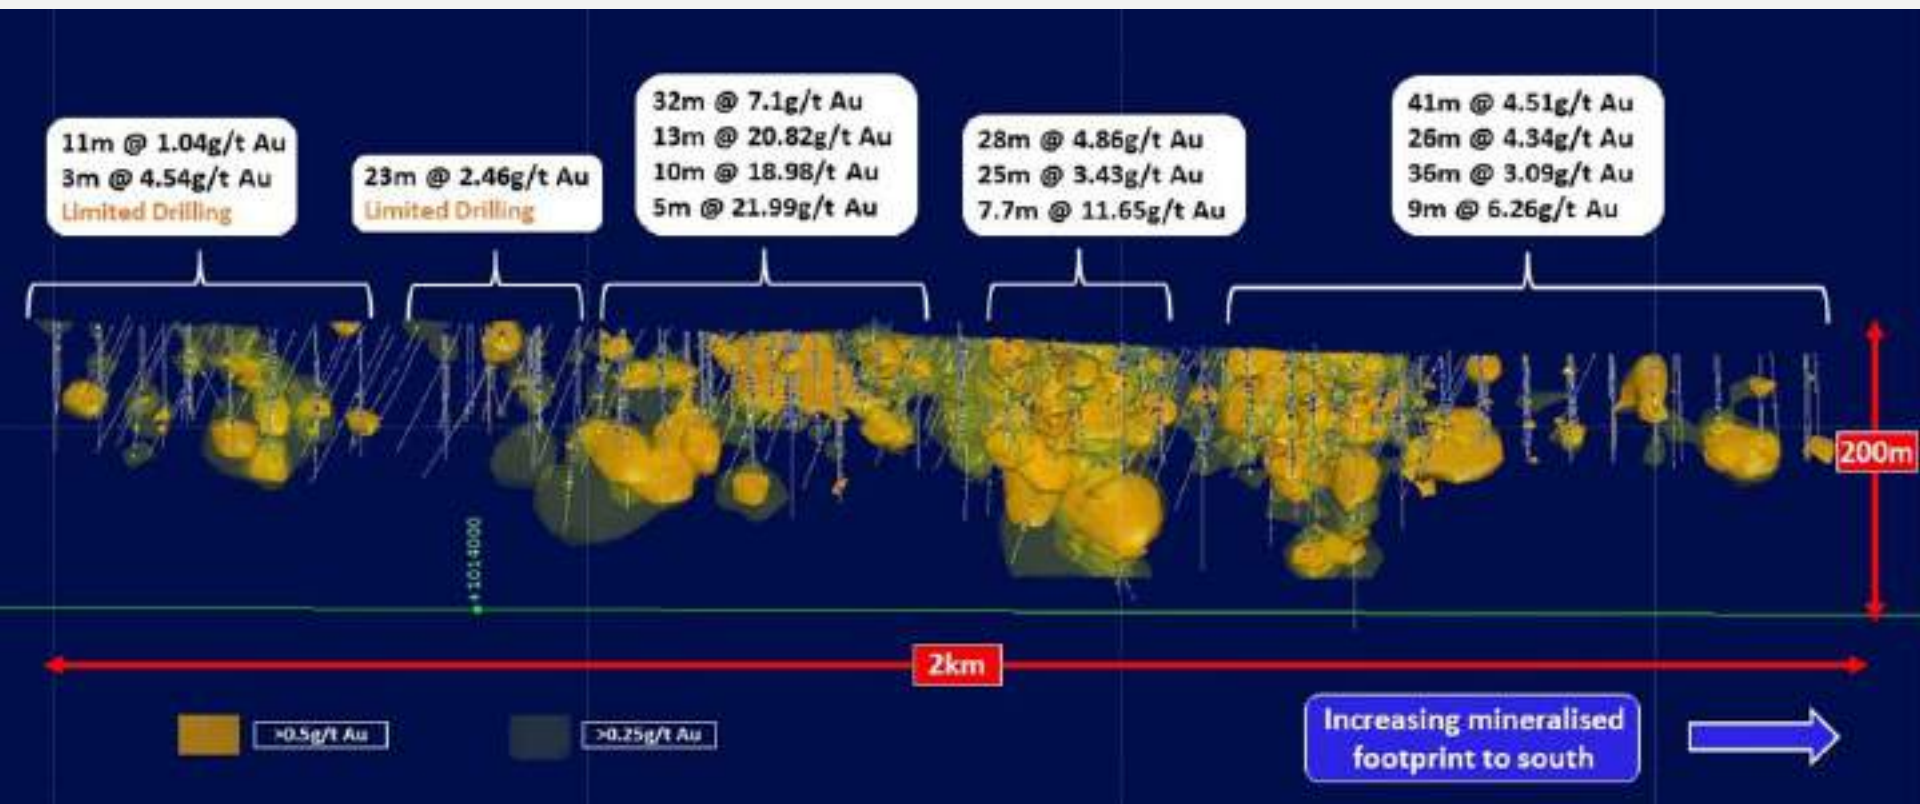 11m @ 1.04g/t Au
3m @ 4.54g/t Au
Limited Drilling
23m @ 2.46g/t Au
Limited Drilling
32m @ 7.1g/t Au
13m @ 20.82g/t Au
10m @ 18.98/t Au
5m @ 21.99g/t Au
28m @ 4.86g/t Au
25m @ 3.43g/t Au
7.7m @ 11.65g/t Au
41m @ 4.51g/t Au
26m @ 4.34g/t Au
36m @ 3.09g/t Au
9m @ 6.26g/t Au
200m
+1014000
2km
>0.5g/t Au
>0.25g/t Au
Increasing mineralised
footprint to south